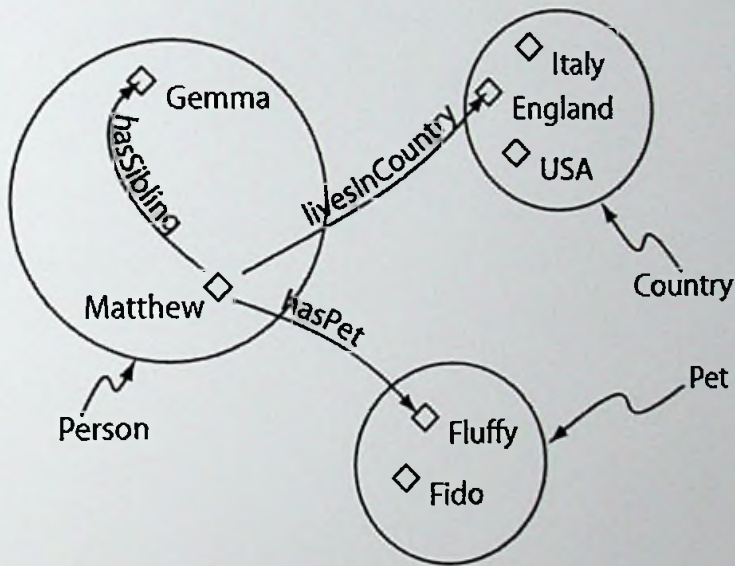 Italy
Gemma
England
hasSibling
livesInCountry
USA
Matthew
hasPet
Country
Person
Pet
Fluffy
Fido